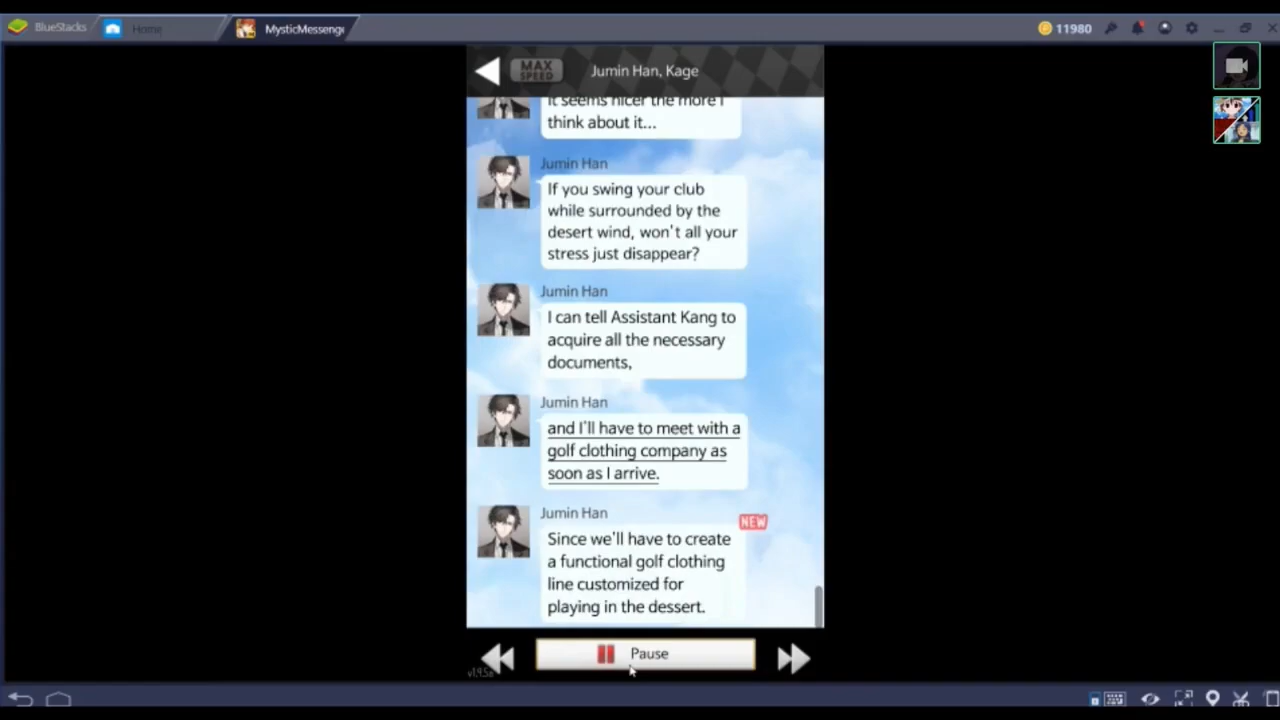 BlueStacks
Home
MysticMesseng
11980
MAX
SPEED
Jumin Han, Kage
It seems nicer the more I
think about it...
Jumin Han
If you swing your club
while surrounded by the
desert wind, won't all your
stress just disappear?
Jumin Han
I can tell Assistant Kang to
acquire all the necessary
documents,
Jumin Han
and I'll have to meet with a
golf clothing company as
soon as I arrive.
Jumin Han
NEW
Since we'll have to create
a functional golf clothing
line customized for
playing in the dessert.
Pause